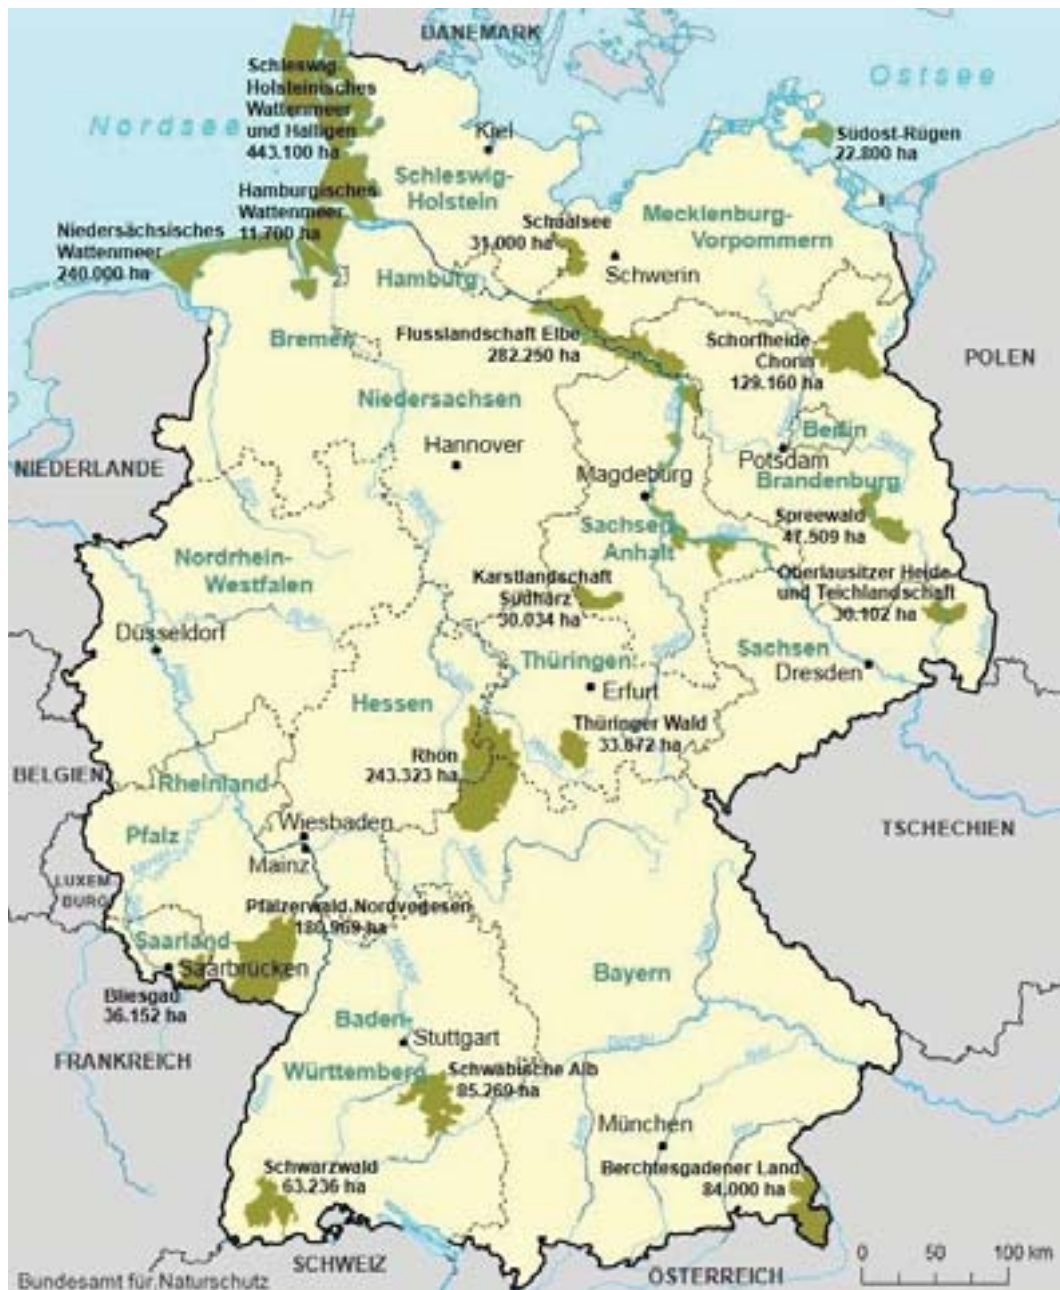 DÄNEMARK
Ostsee
Nordsee
Schleswig-
Holsteinisches
Wattenmeer
und Halligen
443.100 ha
Kiel
Südost-Rügen
22.800 ha
Schleswig-
Holstein
Hamburgisches
Wattenmeer
11.700 ha
Mecklenburg-
Vorpommern
Schaalsee
31.000 ha
Niedersächsisches
Wattenmeer
240.000 ha
Schwerin
Hamburg
Bremen
Flusslandschaft Elbe
282.250 ha
Schorfheide-
Chorin
129.160 ha
POLEN
Niedersachsen
Berlin
Hannover
Potsdam
NIEDERLANDE
Magdeburg
Brandenburg
Sachsen
Anhalt
Spreewald
47.509 ha
Nordrhein-
Westfalen
Karstlandschaft
Südharz
30.034 ha
Oberlausitzer Heide-
und Teichlandschaft
30.102 ha
Düsseldorf
Thüringen
Sachsen
Dresden
Erfurt
Hessen
Thüringer Wald
33.672 ha
Rhön
243.323 ha
BELGIEN
Rheinland-
Pfalz
Wiesbaden
Mainz
TSCHECHIEN
LUXEM
BURG
Pfälzerwald.Nordvogesen
180.969 ha
Saarland
Saarbrücken
Bayern
Bliesgau
36.152 ha
Baden-
Württemberg
Stuttgart
Donau
FRANKREICH
Schwäbische Alb
85.269 ha
München
Schwarzwald
63.236 ha
Berchtesgadener Land
84.000 ha
SCHWEIZ
ÖSTERREICH
0 50 100 km
Bundesamt für Naturschutz